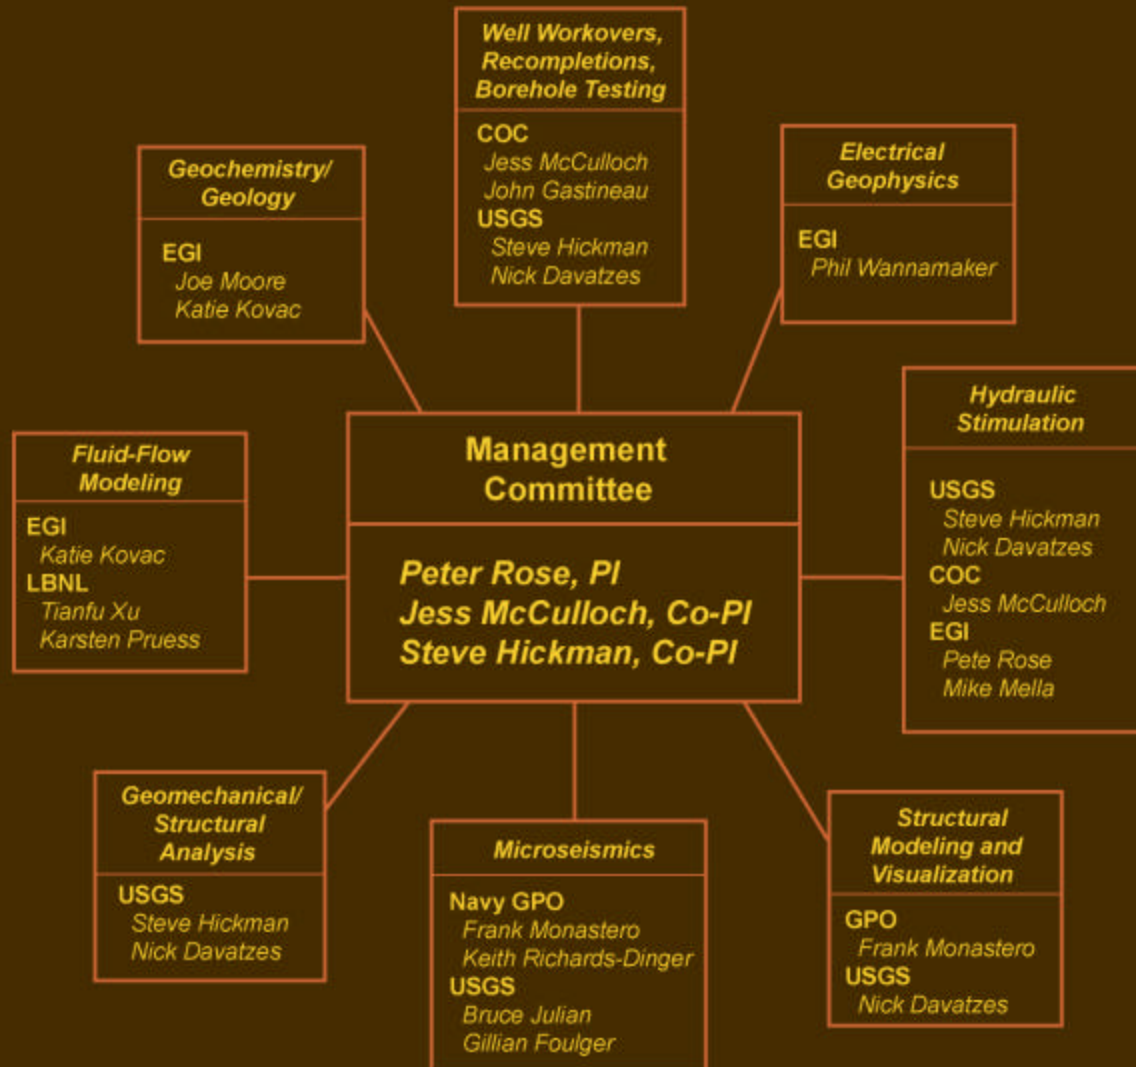 Well Workovers,
Recompletions,
Borehole Testing
COC
Jess McCulloch
John Gastineau
USGS
Steve Hickman
Nick Davatzes
Geochemistry/
Geology
EGI
Joe Moore
Katie Kovac
Electrical
Geophysics
EGI
Phil Wannamaker
Fluid-Flow
Modeling
EGI
Katie Kovac
LBNL
Tianfu Xu
Karsten Pruess
Management
Committee
Peter Rose, PI
Jess McCulloch, Co-PI
Steve Hickman, Co-PI
Hydraulic
Stimulation
USGS
Steve Hickman
Nick Davatzes
COC
Jess McCulloch
EGI
Pete Rose
Mike Mella
Geomechanical/
Structural
Analysis
USGS
Steve Hickman
Nick Davatzes
Microseismics
Navy GPO
Frank Monastero
Keith Richards-Dinger
USGS
Bruce Julian
Gillian Foulger
Structural
Modeling and
Visualization
GPO
Frank Monastero
USGS
Nick Davatzes